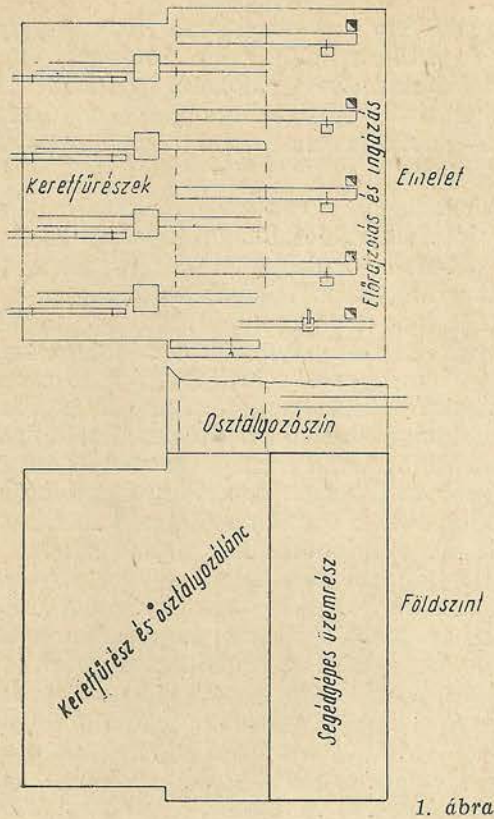 Keretfűrészek
Előrajzolás és ingázás
Emelet
Osztályozószín
Keretfűrész és osztályozólánc
Segédgépes üzemrész
Földszint
1. ábra